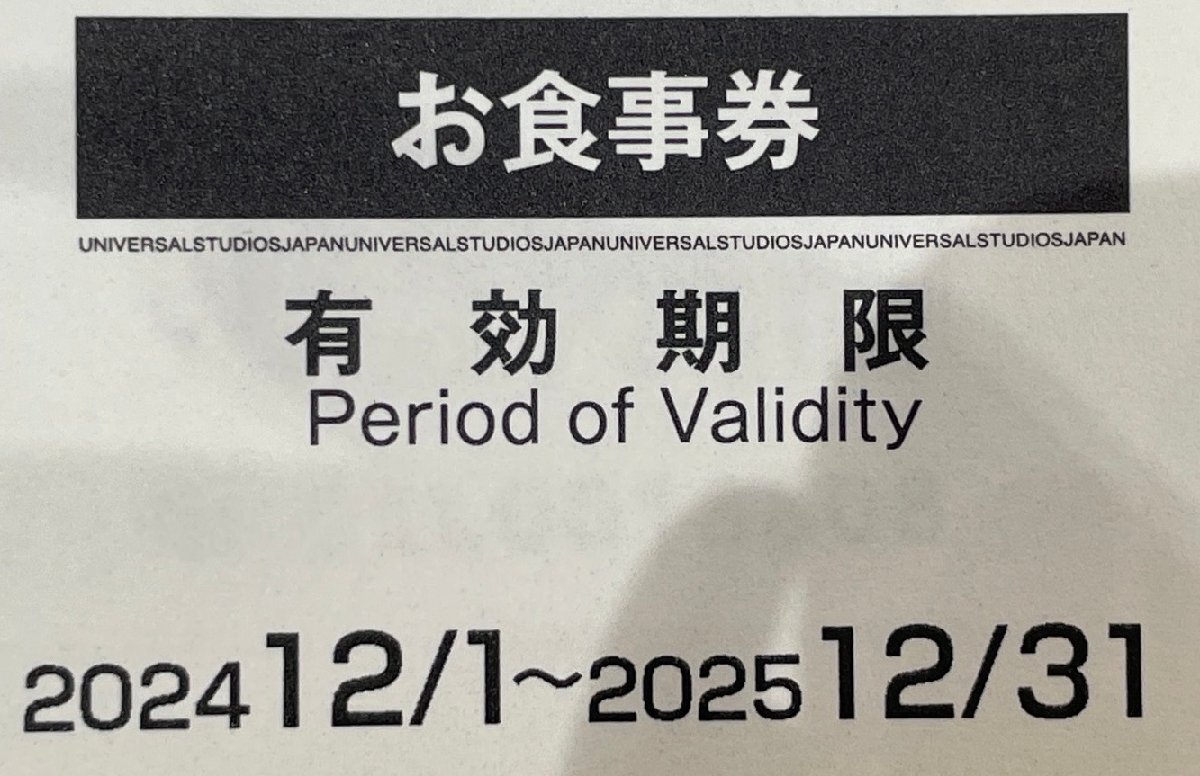 お食事券
UNIVERSALSTUDIOSJAPANUNIVERSALSTUDIOSJAPANUNIVERSALSTUDIOSJAPANUNIVERSALSTUDIOSJAPAN
有効期限
Period of Validity
2024 12/1~2025 12/31